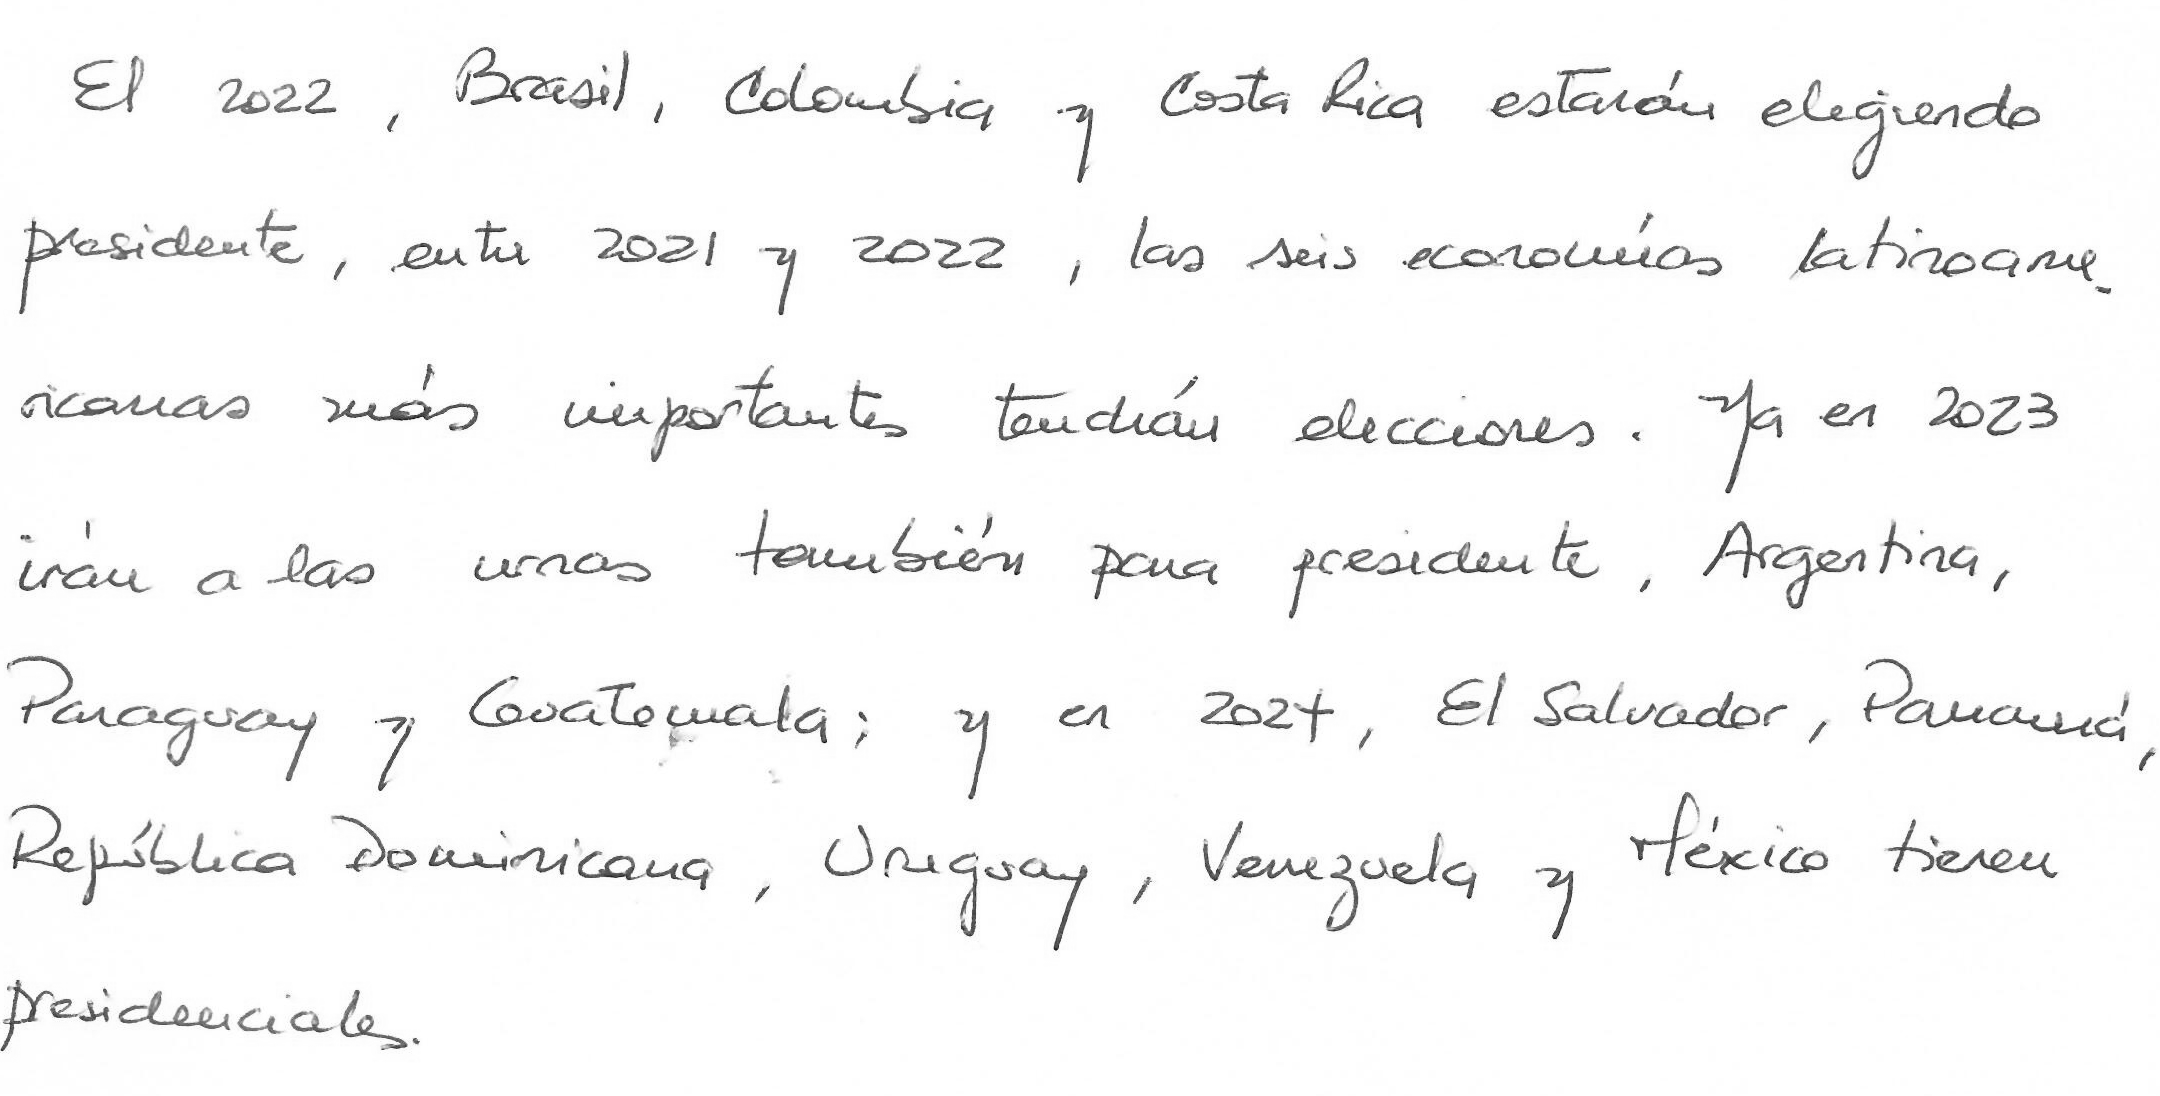 El 2022, Brasil, Colombia y Costa Rica estarán eligiendo
presidente, entre 2021 y 2022, las seis economías latinoame-
ricanas más importantes tendrán elecciones. Ya en 2023
irán a las urnas también para presidente, Argentina,
Paraguay y Guatemala; y en 2024, El Salvador, Panamá,
República Dominicana, Uruguay, Venezuela y México tienen
presidenciales.